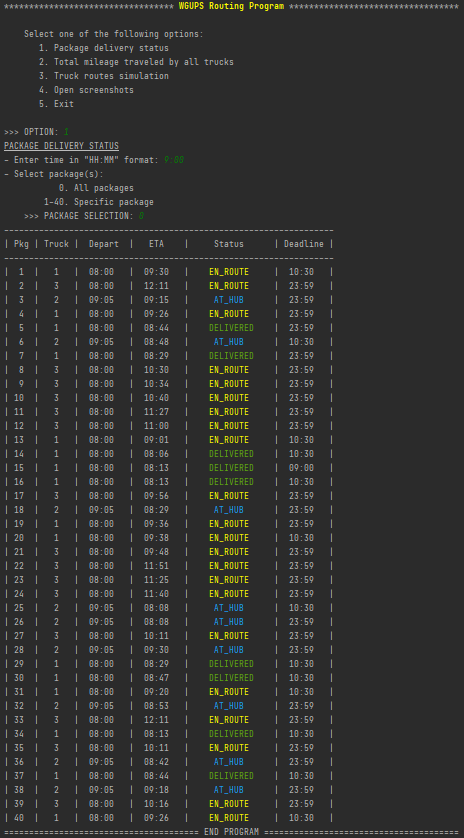 ********************************** WGUPS Routing Program **********************************
Select one of the following options:
1. Package delivery status
2. Total mileage traveled by all trucks
3. Truck routes simulation
4. Open screenshots
5. Exit
>>> OPTION: 1
PACKAGE DELIVERY STATUS
- Enter time in "HH:MM" format: 9:00
- Select package(s):
0. All packages
1-40. Specific package
>>> PACKAGE SELECTION: 0
| Pkg | Truck | Depart | ETA | Status | Deadline |
| 1 | 1 | 08:00 | 09:30 | EN_ROUTE | 10:30 |
| 2 | 3 | 08:00 | 12:11 | EN_ROUTE | 23:59 |
| 3 | 2 | 09:05 | 09:15 | AT_HUB | 23:59 |
| 4 | 1 | 08:00 | 09:26 | EN_ROUTE | 23:59 |
| 5 | 1 | 08:00 | 08:44 | DELIVERED | 23:59 |
| 6 | 2 | 09:05 | 08:48 | AT_HUB | 10:30 |
| 7 | 1 | 08:00 | 08:29 | DELIVERED | 23:59 |
| 8 | 3 | 08:00 | 10:30 | EN_ROUTE | 23:59 |
| 9 | 3 | 08:00 | 10:34 | EN_ROUTE | 23:59 |
| 10 | 3 | 08:00 | 10:40 | EN_ROUTE | 23:59 |
| 11 | 3 | 08:00 | 11:27 | EN_ROUTE | 23:59 |
| 12 | 3 | 08:00 | 11:00 | EN_ROUTE | 23:59 |
| 13 | 1 | 08:00 | 09:01 | EN_ROUTE | 10:30 |
| 14 | 1 | 08:00 | 08:06 | DELIVERED | 10:30 |
| 15 | 1 | 08:00 | 08:13 | DELIVERED | 09:00 |
| 16 | 1 | 08:00 | 08:13 | DELIVERED | 10:30 |
| 17 | 3 | 08:00 | 09:56 | EN_ROUTE | 23:59 |
| 18 | 2 | 09:05 | 08:29 | AT_HUB | 23:59 |
| 19 | 1 | 08:00 | 09:36 | EN_ROUTE | 23:59 |
| 20 | 1 | 08:00 | 09:38 | EN_ROUTE | 10:30 |
| 21 | 3 | 08:00 | 09:48 | EN_ROUTE | 23:59 |
| 22 | 3 | 08:00 | 11:51 | EN_ROUTE | 23:59 |
| 23 | 3 | 08:00 | 11:25 | EN_ROUTE | 23:59 |
| 24 | 3 | 08:00 | 11:40 | EN_ROUTE | 23:59 |
| 25 | 2 | 09:05 | 08:08 | AT_HUB | 10:30 |
| 26 | 2 | 09:05 | 08:08 | AT_HUB | 23:59 |
| 27 | 3 | 08:00 | 10:11 | EN_ROUTE | 23:59 |
| 28 | 2 | 09:05 | 09:30 | AT_HUB | 23:59 |
| 29 | 1 | 08:00 | 08:29 | DELIVERED | 10:30 |
| 30 | 1 | 08:00 | 08:47 | DELIVERED | 10:30 |
| 31 | 1 | 08:00 | 09:20 | EN_ROUTE | 10:30 |
| 32 | 2 | 09:05 | 08:53 | AT_HUB | 23:59 |
| 33 | 3 | 08:00 | 12:11 | EN_ROUTE | 23:59 |
| 34 | 1 | 08:00 | 08:13 | DELIVERED | 10:30 |
| 35 | 3 | 08:00 | 10:11 | EN_ROUTE | 23:59 |
| 36 | 2 | 09:05 | 08:42 | AT_HUB | 23:59 |
| 37 | 1 | 08:00 | 08:44 | DELIVERED | 10:30 |
| 38 | 2 | 09:05 | 09:18 | AT_HUB | 23:59 |
| 39 | 3 | 08:00 | 10:16 | EN_ROUTE | 23:59 |
| 40 | 1 | 08:00 | 09:26 | EN_ROUTE | 10:30 |
======================================= END PROGRAM =======================================